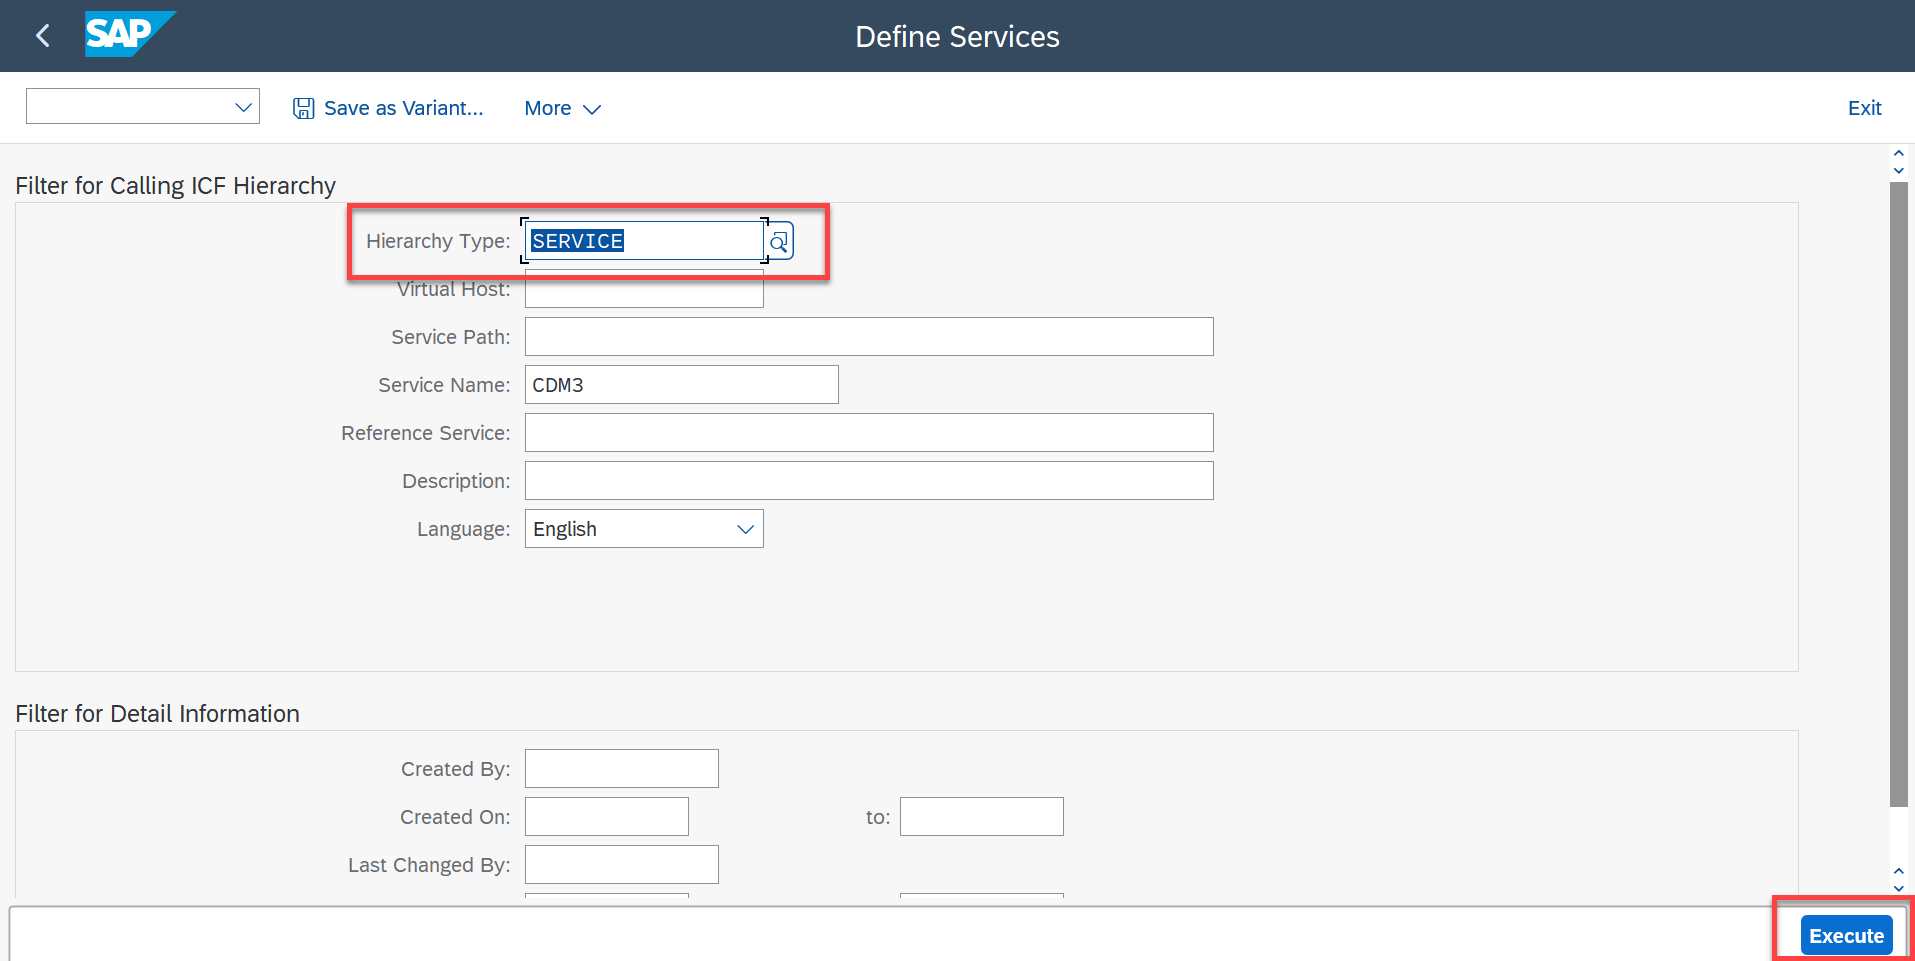 SAP
Define Services
Save as Variant...
More
Exit
Filter for Calling ICF Hierarchy
Hierarchy Type: SERVICE
Virtual Host:
Service Path:
Service Name: CDM3
Reference Service:
Description:
Language: English
Filter for Detail Information
Created By:
Created On: to:
Last Changed By:
Execute